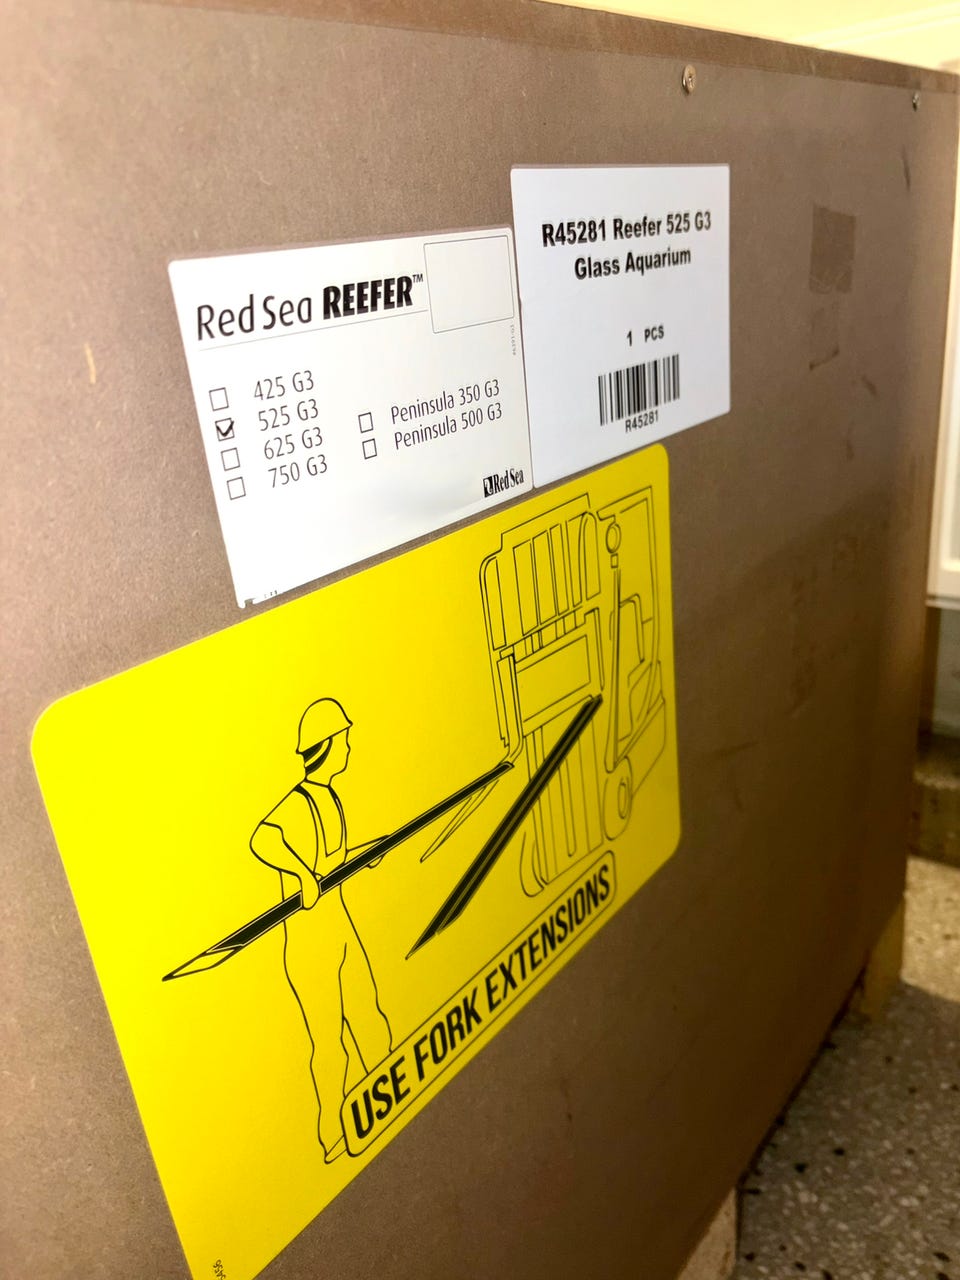 Red Sea REEFER™
425 G3
525 G3
625 G3
750 G3
Peninsula 350 G3
Peninsula 500 G3
Red Sea
R45281 Reefer 525 G3
Glass Aquarium
1 PCS
R45281
USE FORK EXTENSIONS